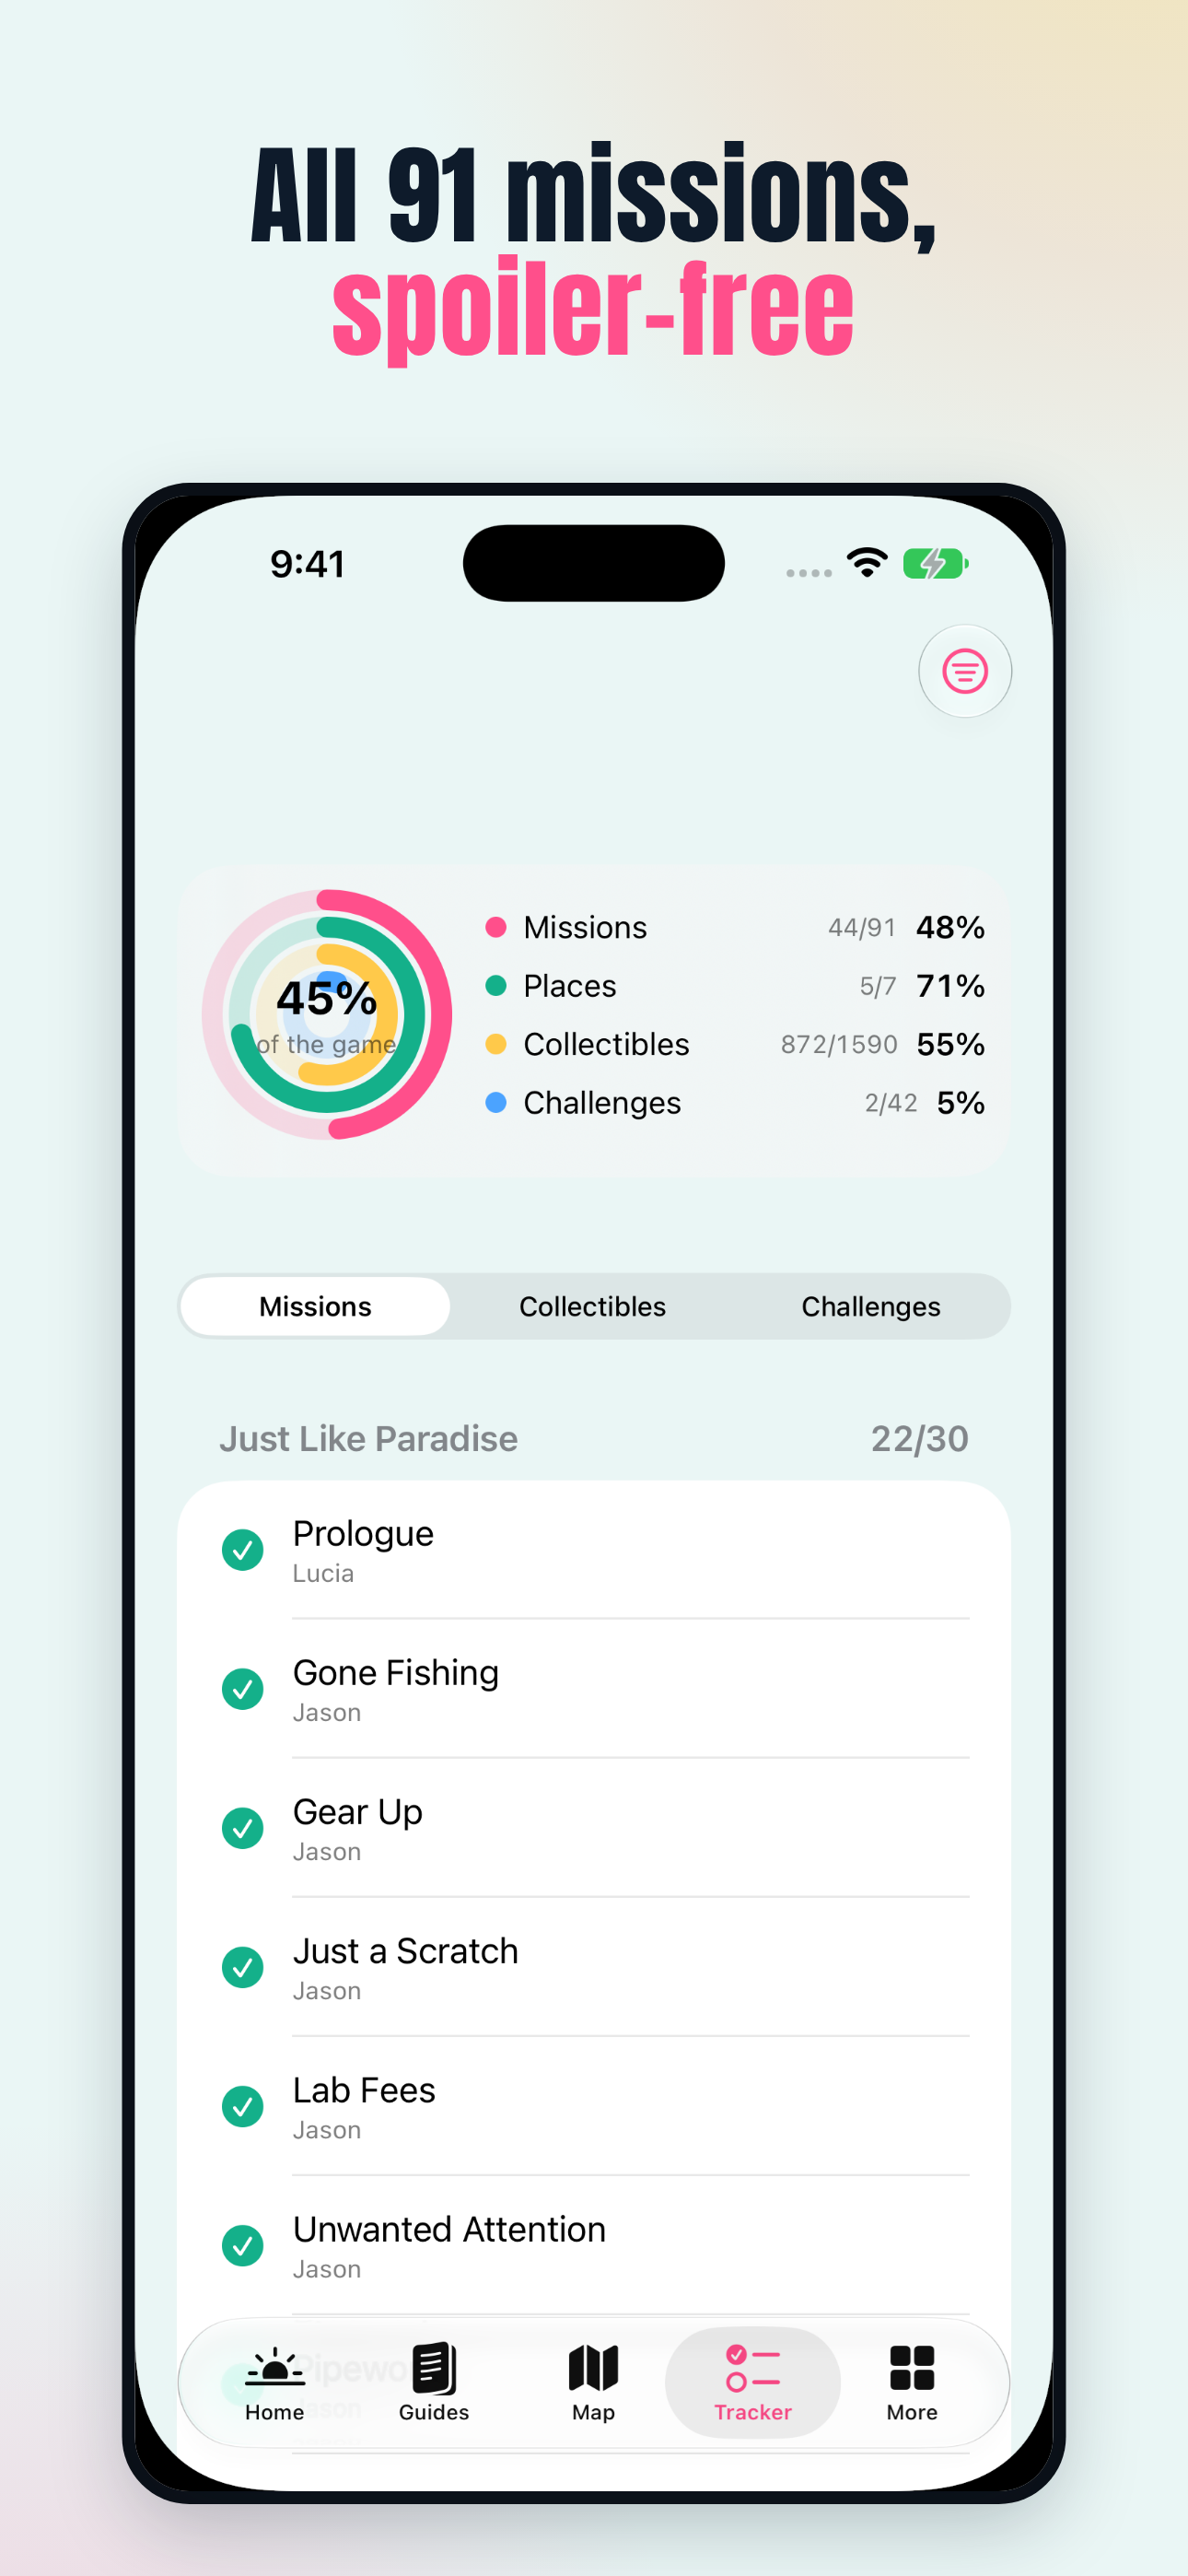 All 91 missions,
spoiler-free
9:41
45%
of the game
Missions 44/91 48%
Places 5/7 71%
Collectibles 872/1590 55%
Challenges 2/42 5%
Missions Collectibles Challenges
Just Like Paradise 22/30
Prologue
Lucia
Gone Fishing
Jason
Gear Up
Jason
Just a Scratch
Jason
Lab Fees
Jason
Unwanted Attention
Jason
Jason
Home Guides Map Tracker More